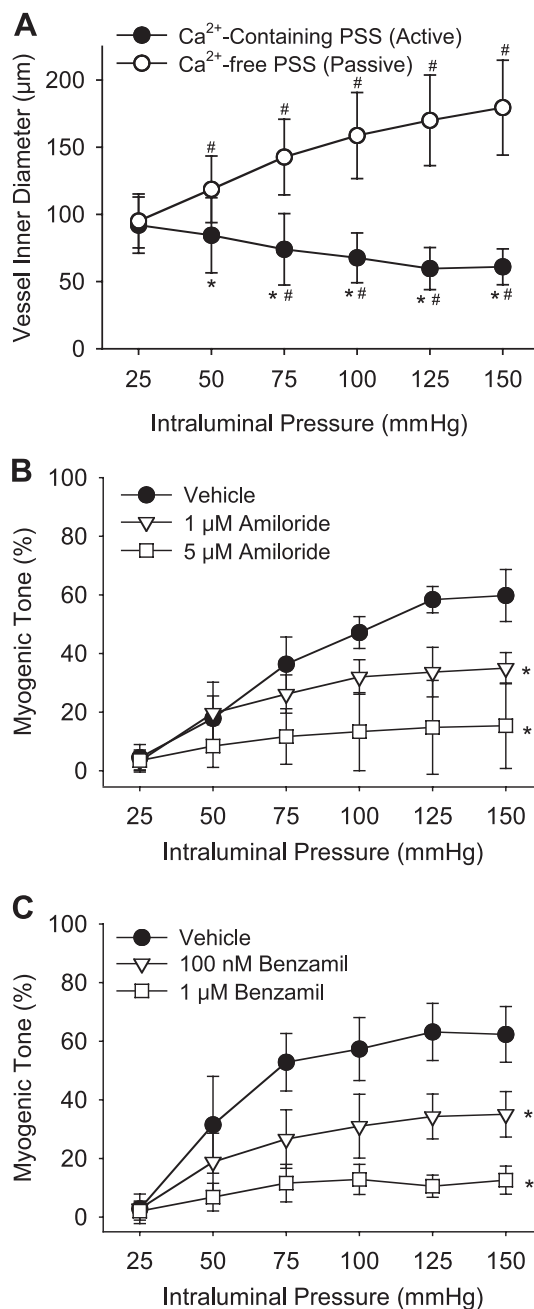 A
Ca²⁺-Containing PSS (Active)
Ca²⁺-free PSS (Passive)
Vessel Inner Diameter (µm)
200
150
100
50
0
# # # # #
* * # * # * # * #
25 50 75 100 125 150
Intraluminal Pressure (mmHg)
B
Vehicle
1 µM Amiloride
5 µM Amiloride
Myogenic Tone (%)
100
80
60
40
20
0
*
*
25 50 75 100 125 150
Intraluminal Pressure (mmHg)
C
Vehicle
100 nM Benzamil
1 µM Benzamil
Myogenic Tone (%)
100
80
60
40
20
0
*
*
25 50 75 100 125 150
Intraluminal Pressure (mmHg)